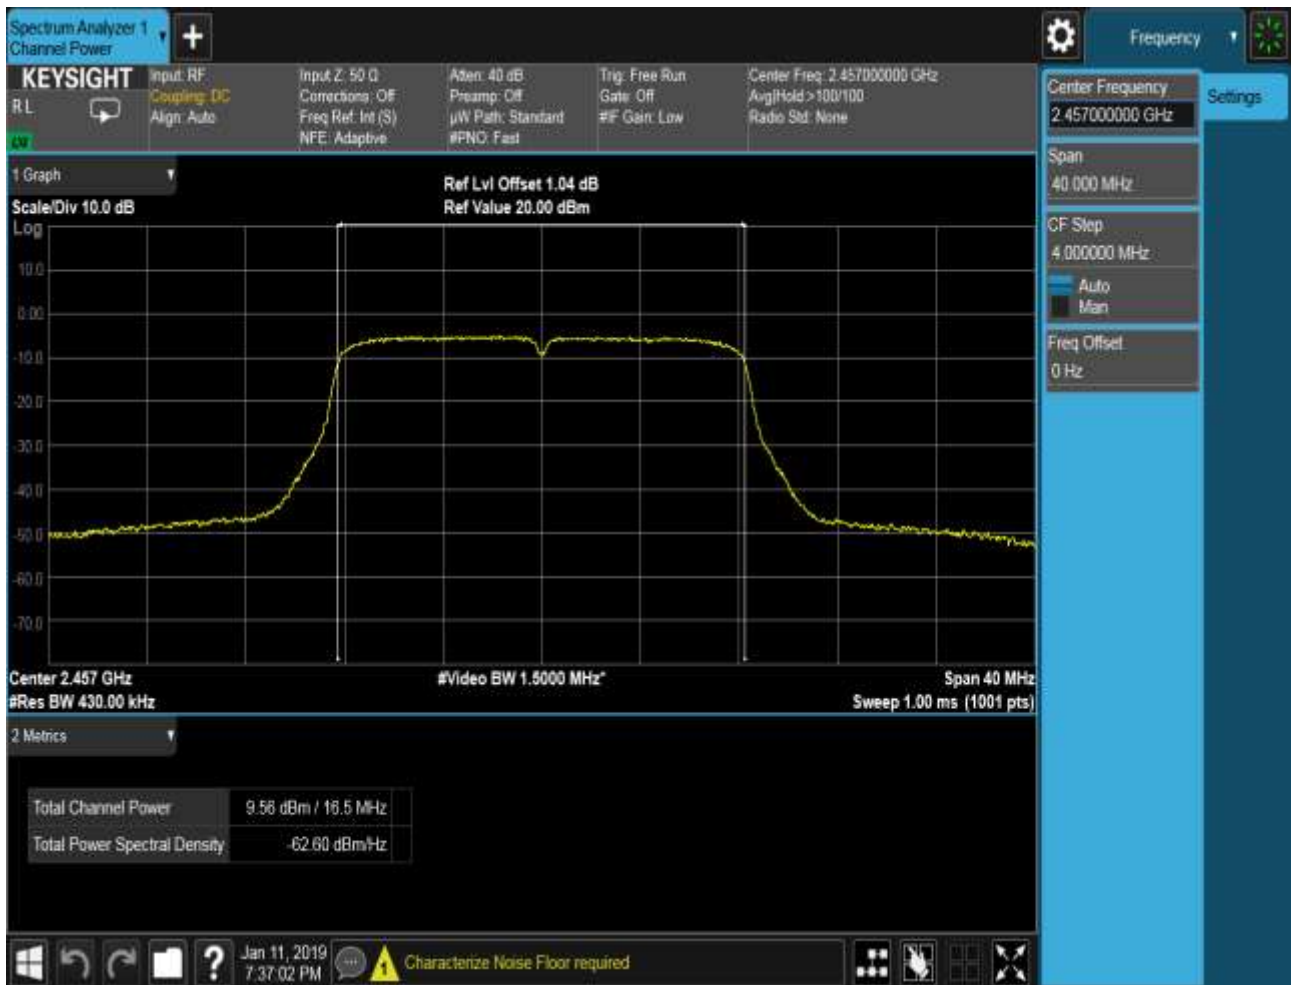 Spectrum Analyzer 1
Channel Power
Frequency
KEYSIGHT
R L
Input: RF
Coupling: DC
Align: Auto
Input Z: 50 Ω
Corrections: Off
Freq Ref: Int (S)
NFE: Adaptive
Atten: 40 dB
Preamp: Off
µW Path: Standard
#PNO: Fast
Trig: Free Run
Gate: Off
#IF Gain: Low
Center Freq: 2.457000000 GHz
Avg|Hold:>100/100
Radio Std: None
1 Graph
Scale/Div 10.0 dB
Ref Lvl Offset 1.04 dB
Ref Value 20.00 dBm
Log
10.0
0.00
-10.0
-20.0
-30.0
-40.0
-50.0
-60.0
-70.0
Center 2.457 GHz
#Video BW 1.5000 MHz*
Span 40 MHz
#Res BW 430.00 kHz
Sweep 1.00 ms (1001 pts)
2 Metrics
Total Channel Power
9.56 dBm / 16.5 MHz
Total Power Spectral Density
-62.60 dBm/Hz
Jan 11, 2019
7:37:02 PM
1
Characterize Noise Floor required
Center Frequency
2.457000000 GHz
Settings
Span
40.000 MHz
CF Step
4.000000 MHz
Auto
Man
Freq Offset
0 Hz